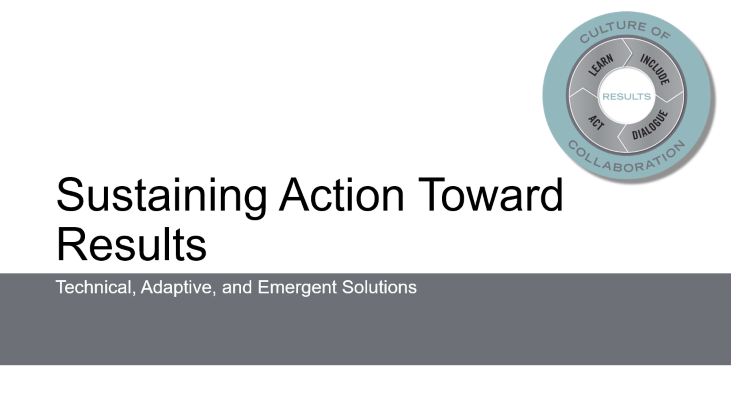 CULTURE OF
LEARN
INCLUDE
RESULTS
ACT
DIALOGUE
COLLABORATION
Sustaining Action Toward
Results
Technical, Adaptive, and Emergent Solutions